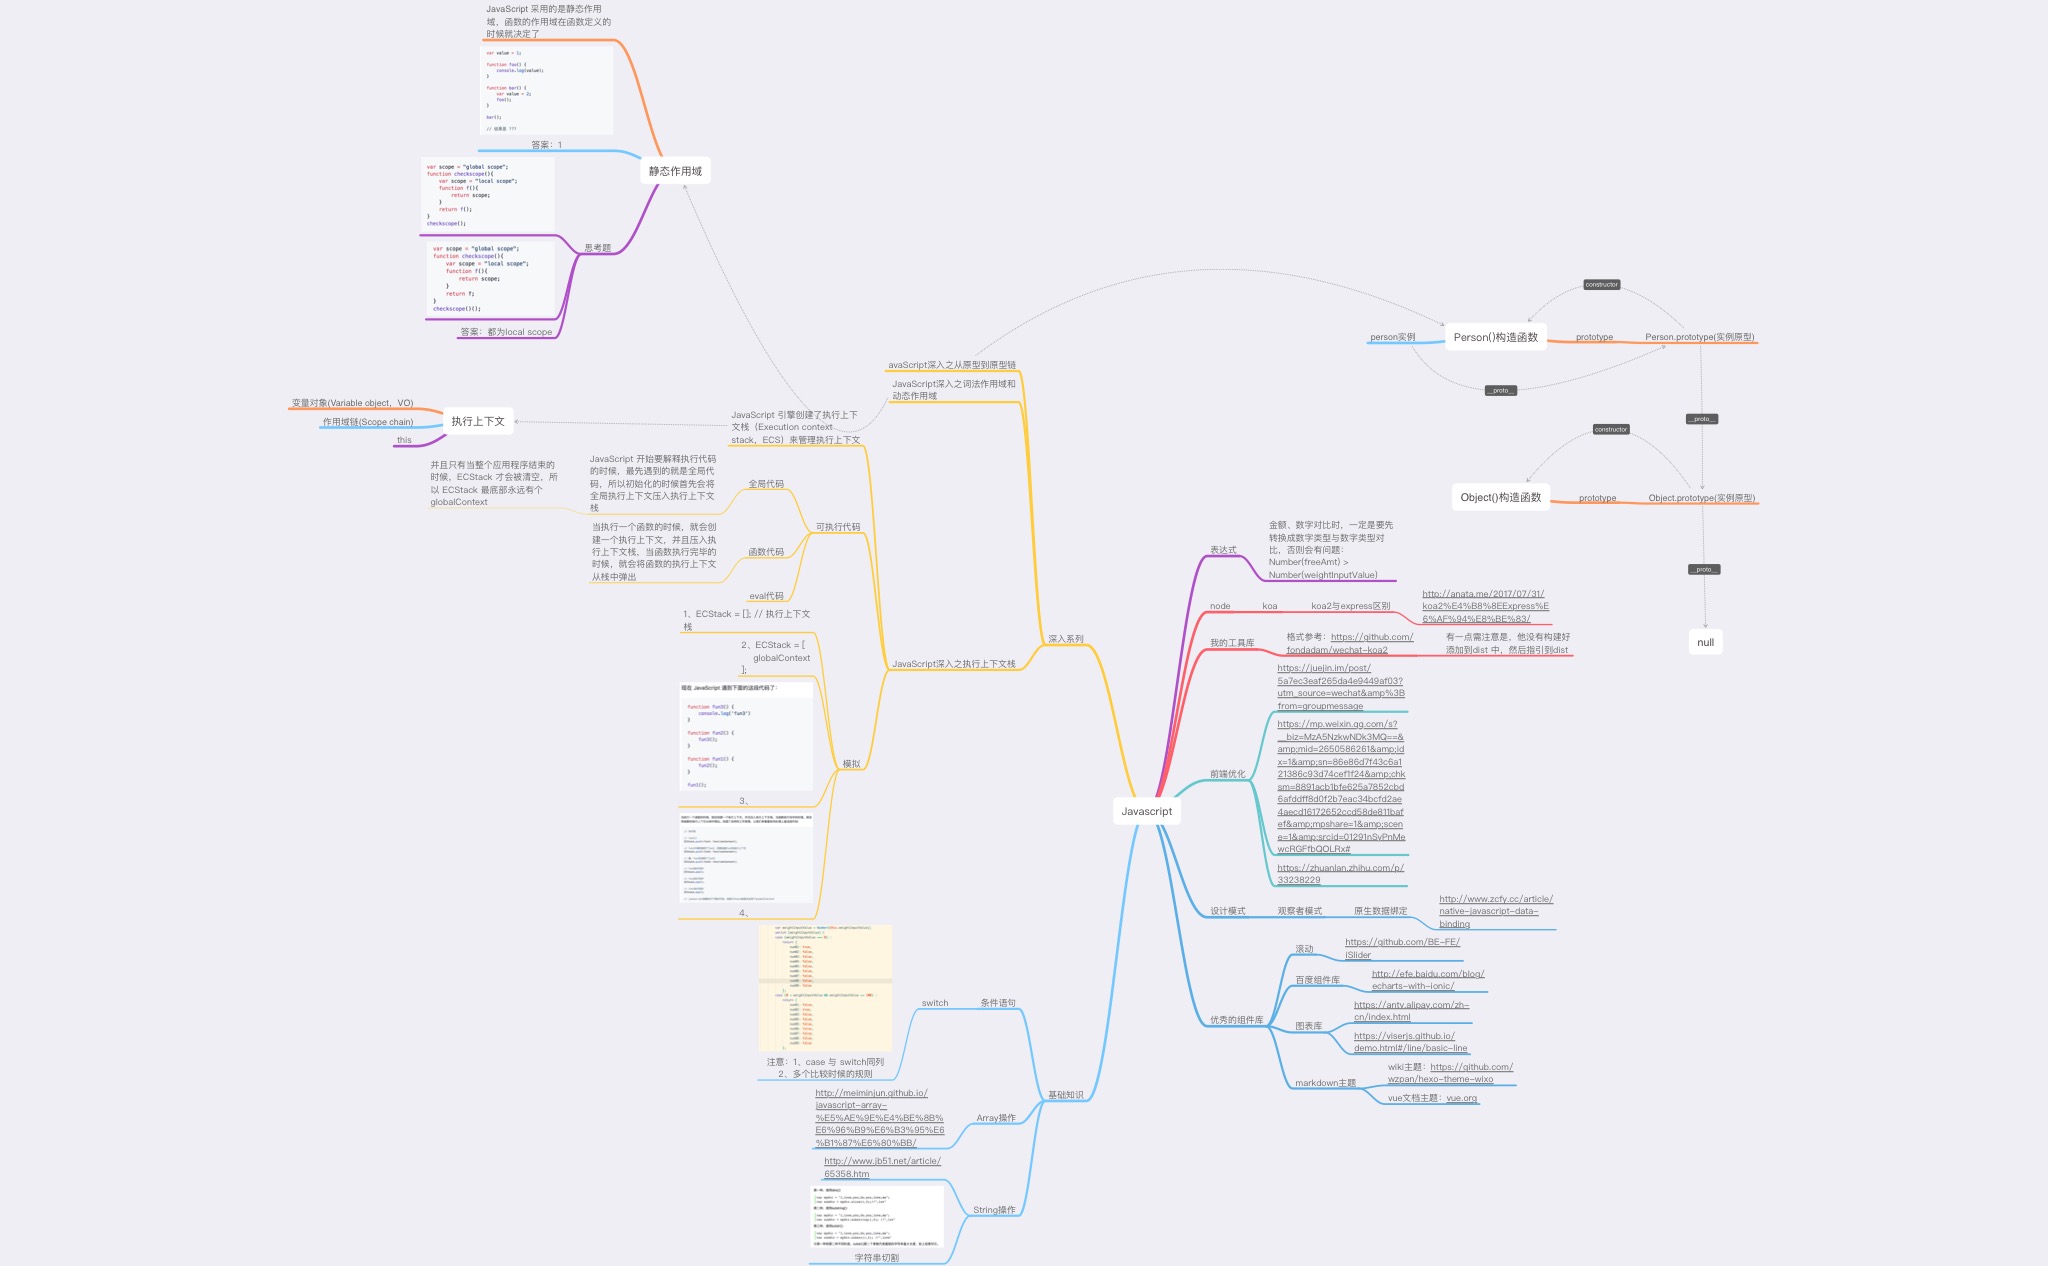 JavaScript 采用的是静态作用
域，函数的作用域在函数定义的
时候就决定了
var value = 1;
function foo() {
console.log(value);
}
function bar() {
var value = 2;
foo();
}
bar();
// 结果是 ???
答案：1
静态作用域
var scope = "global scope";
function checkscope(){
var scope = "local scope";
function f(){
return scope;
}
return f();
}
checkscope();
思考题
var scope = "global scope";
function checkscope(){
var scope = "local scope";
function f(){
return scope;
}
return f;
}
checkscope()();
答案：都为local scope
变量对象(Variable object，VO)
作用域链(Scope chain)
this
执行上下文
JavaScript 引擎创建了执行上下
文栈（Execution context
stack，ECS）来管理执行上下文
avaScript深入之从原型到原型链
JavaScript深入之词法作用域和
动态作用域
并且只有当整个应用程序结束的
时候，ECStack 才会被清空，所
以 ECStack 最底部永远有个
globalContext
JavaScript 开始要解释执行代码
的时候，最先遇到的就是全局代
码，所以初始化的时候首先会将
全局执行上下文压入执行上下文
栈
全局代码
当执行一个函数的时候，就会创
建一个执行上下文，并且压入执
行上下文栈，当函数执行完毕的
时候，就会将函数的执行上下文
从栈中弹出
函数代码
eval代码
可执行代码
1、ECStack = []; // 执行上下文
栈
2、ECStack = [
globalContext
];
现在 JavaScript 遇到下面的这段代码了：
function fun3() {
console.log('fun3')
}
function fun2() {
fun3();
}
function fun1() {
fun2();
}
fun1();
3、
4、
模拟
JavaScript深入之执行上下文栈
深入系列
Javascript
constructor
person实例
Person()构造函数
prototype
Person.prototype(实例原型)
__proto__
__proto__
constructor
Object()构造函数
prototype
Object.prototype(实例原型)
__proto__
null
表达式
金额、数字对比时，一定是要先
转换成数字类型与数字类型对
比，否则会有问题：
Number(freeAmt) >
Number(weightInputValue)
node
koa
koa2与express区别
http://anata.me/2017/07/31/
koa2%E4%B8%8EExpress%E
6%AF%94%E8%BE%83/
我的工具库
格式参考：https://github.com/
fondadam/wechat-koa2
有一点需注意是，他没有构建好
添加到dist 中，然后指引到dist
前端优化
https://juejin.im/post/
5a7ec3eaf265da4e9449af03?
utm_source=wechat&amp%3B
from=groupmessage
https://mp.weixin.qq.com/s?
__biz=MzA5NzkwNDk3MQ==&
amp;mid=2650586261&amp;id
x=1&amp;sn=86e86d7f43c6a1
21386c93d74cef1f24&amp;chk
sm=8891acb1bfe625a7852cbd
6afddff8d0f2b7eac34bcfd2ae
4aecd16172652ccd58de811baf
ef&amp;mpshare=1&amp;scen
e=1&amp;srcid=01291nSyPnMe
wcRGFfbQOLRx#
https://zhuanlan.zhihu.com/p/
33238229
设计模式
观察者模式
原生数据绑定
http://www.zcfy.cc/article/
native-javascript-data-
binding
优秀的组件库
滚动
https://github.com/BE-FE/
iSlider
百度组件库
http://efe.baidu.com/blog/
echarts-with-ionic/
图表库
https://antv.alipay.com/zh-
cn/index.html
https://viserjs.github.io/
demo.html#/line/basic-line
markdown主题
wiki主题：https://github.com/
wzpan/hexo-theme-wixo
vue文档主题：vue.org
基础知识
条件语句
switch
注意：1、case 与 switch同列
2、多个比较时候的规则
Array操作
http://meiminjun.github.io/
javascript-array-
%E5%AE%9E%E4%BE%8B%
E6%96%B9%E6%B3%95%E6
%B1%87%E6%80%BB/
String操作
http://www.jb51.net/article/
65358.htm
字符串切割